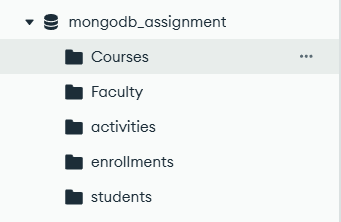 mongodb_assignment
Courses
Faculty
activities
enrollments
students